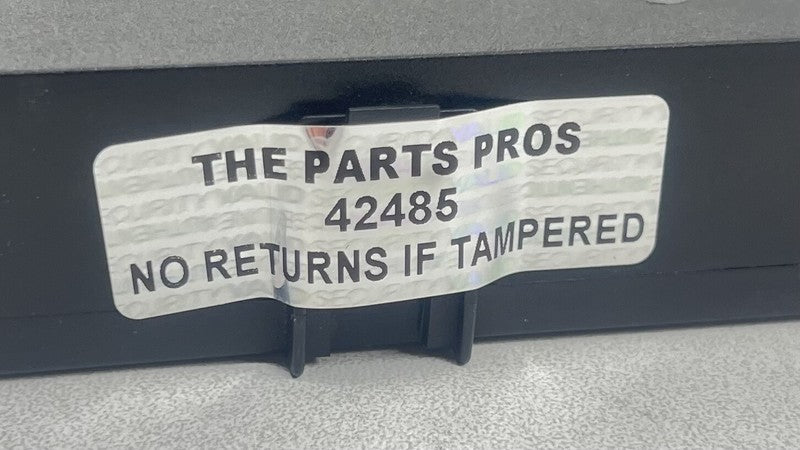 THE PARTS PROS
42485
NO RETURNS IF TAMPERED